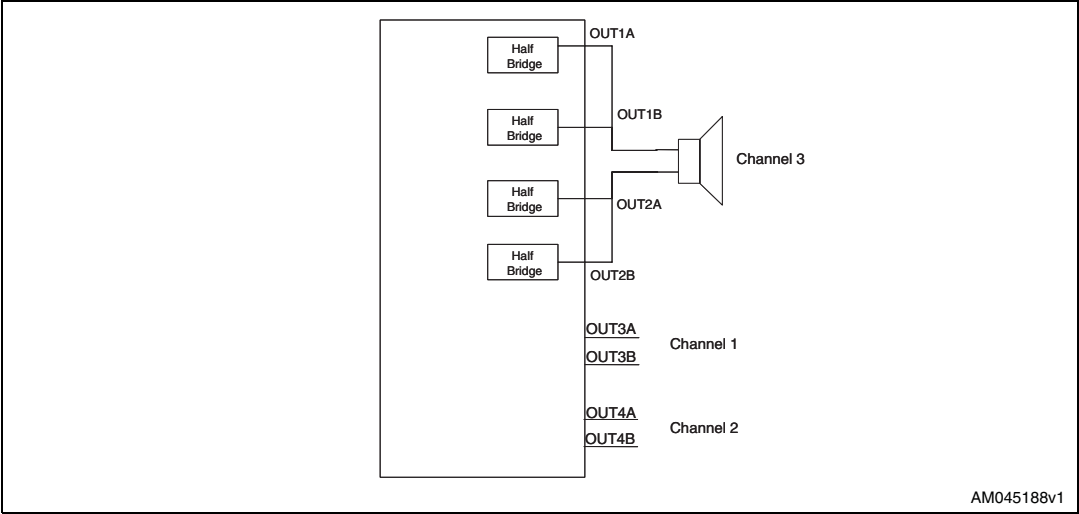 OUT1A
Half
Bridge
OUT1B
Half
Bridge
Channel 3
Half
Bridge
OUT2A
Half
Bridge
OUT2B
OUT3A
Channel 1
OUT3B
OUT4A
Channel 2
OUT4B
AM045188v1